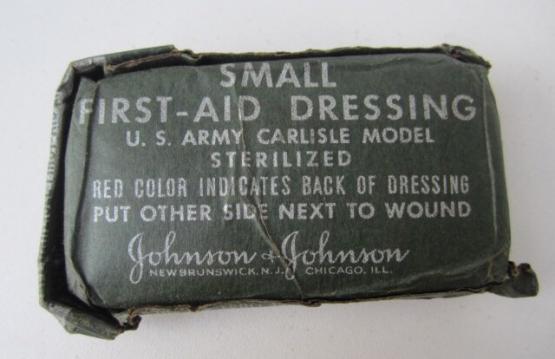 SMALL
FIRST-AID DRESSING
U. S. ARMY CARLISLE MODEL
STERILIZED
RED COLOR INDICATES BACK OF DRESSING
PUT OTHER SIDE NEXT TO WOUND
Johnson & Johnson
NEW BRUNSWICK, N. J. CHICAGO, ILL.